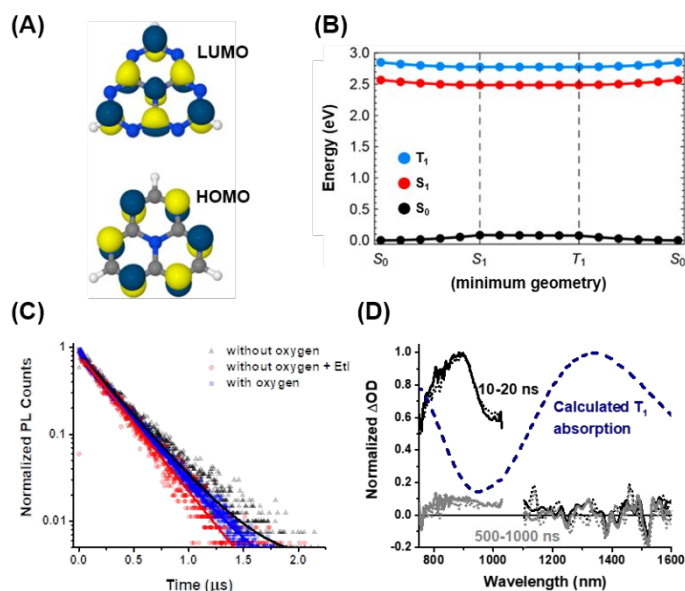 (A)
LUMO
HOMO
(B)
3.0
2.5
2.0
1.5
1.0
0.5
0.0
Energy (eV)
T1
S1
S0
S0 S1 T1 S0
(minimum geometry)
(C)
without oxygen
without oxygen + EtI
with oxygen
1
0.1
0.01
Normalized PL Counts
0.0 0.5 1.0 1.5 2.0
Time (μs)
(D)
1.0
0.8
0.6
0.4
0.2
0.0
-0.2
Normalized ΔOD
10-20 ns
Calculated T1
absorption
500-1000 ns
800 1000 1200 1400 1600
Wavelength (nm)